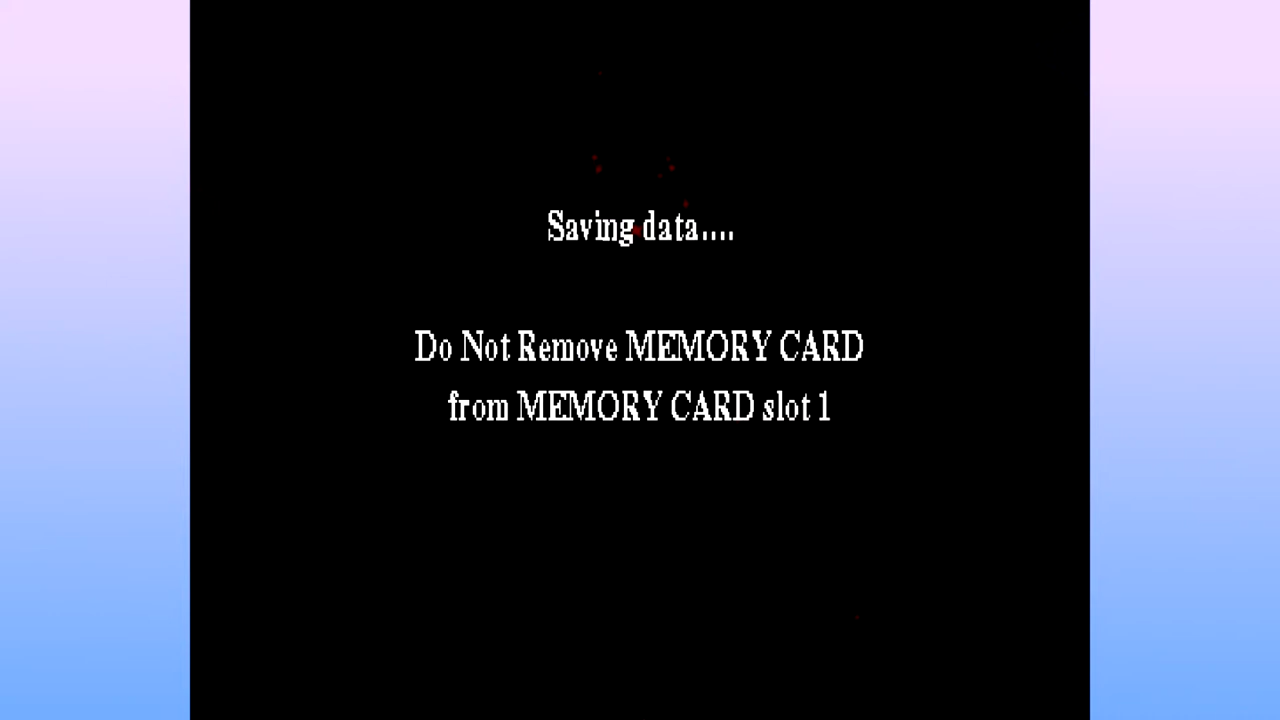 Saving data....
Do Not Remove MEMORY CARD
from MEMORY CARD slot 1